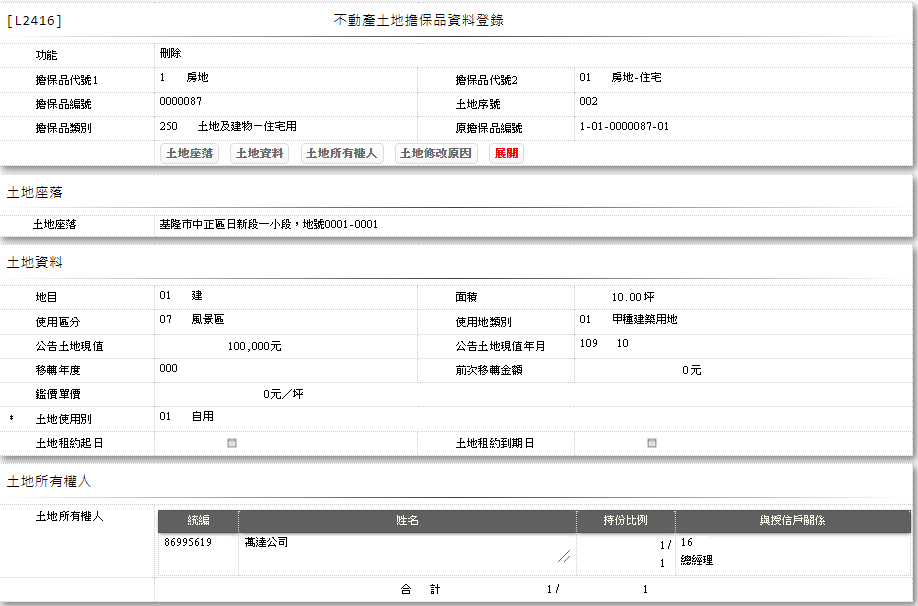 [L2416] 不動產土地擔保品資料登錄
功能 刪除
擔保品代號1 1 房地 擔保品代號2 01 房地-住宅
擔保品編號 0000087 土地序號 002
擔保品類別 250 土地及建物－住宅用 原擔保品編號 1-01-0000087-01
土地座落 土地資料 土地所有權人 土地修改原因 展開
土地座落
土地座落 基隆市中正區日新段一小段，地號0001-0001
土地資料
地目 01 建 面積 10.00坪
使用區分 07 風景區 使用地類別 01 甲種建築用地
公告土地現值 100,000元 公告土地現值年月 109 10
移轉年度 000 前次移轉金額 0元
鑑價單價 0元／坪
* 土地使用別 01 自用
土地租約起日 土地租約到期日
土地所有權人
土地所有權人 統編 姓名 持份比例 與授信戶關係
86995619 萬達公司 1/ 16
1 總經理
合 計 1/ 1